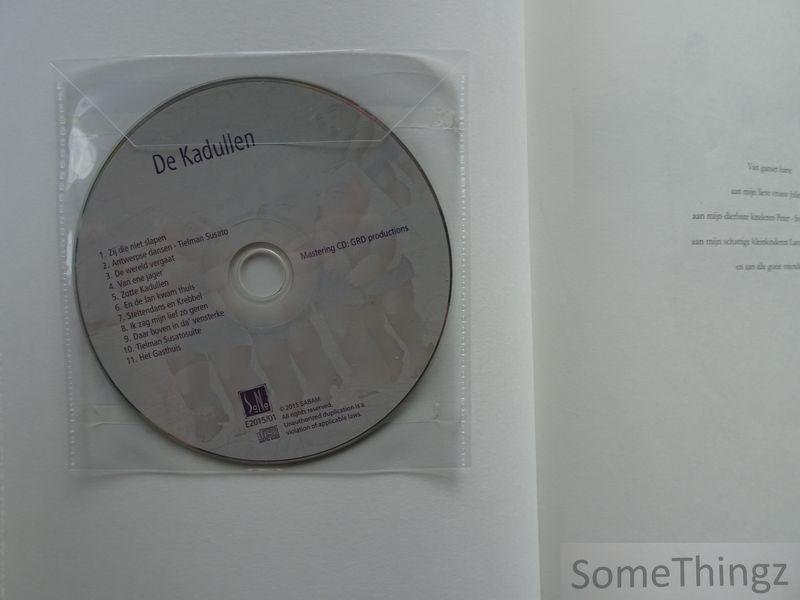 De Kadullen
1. Zij die niet slapen
2. Antwerpse dansen - Tielman Susato
3. De wereld vergaat
4. Van ene jager
5. Zotte Kadullen
6. En de Jan kwam thuis
7. Steltendans en Krebbel
8. Ik zag mijn lief zo geren
9. Daar boven in da' vensterke
10. Tielman Susatosuite
11. Het Gasthuis
Mastering CD: GRD productions
SoNo
E2015/01
© 2015 SABAM
All rights reserved.
Unauthorized duplication is a
violation of applicable laws.
Van ganser harte
aan mijn lieve vrouw
aan mijn dierbare kinderen Peter
aan mijn schattige kleinkinderen
en aan alle goede
SomeThingz